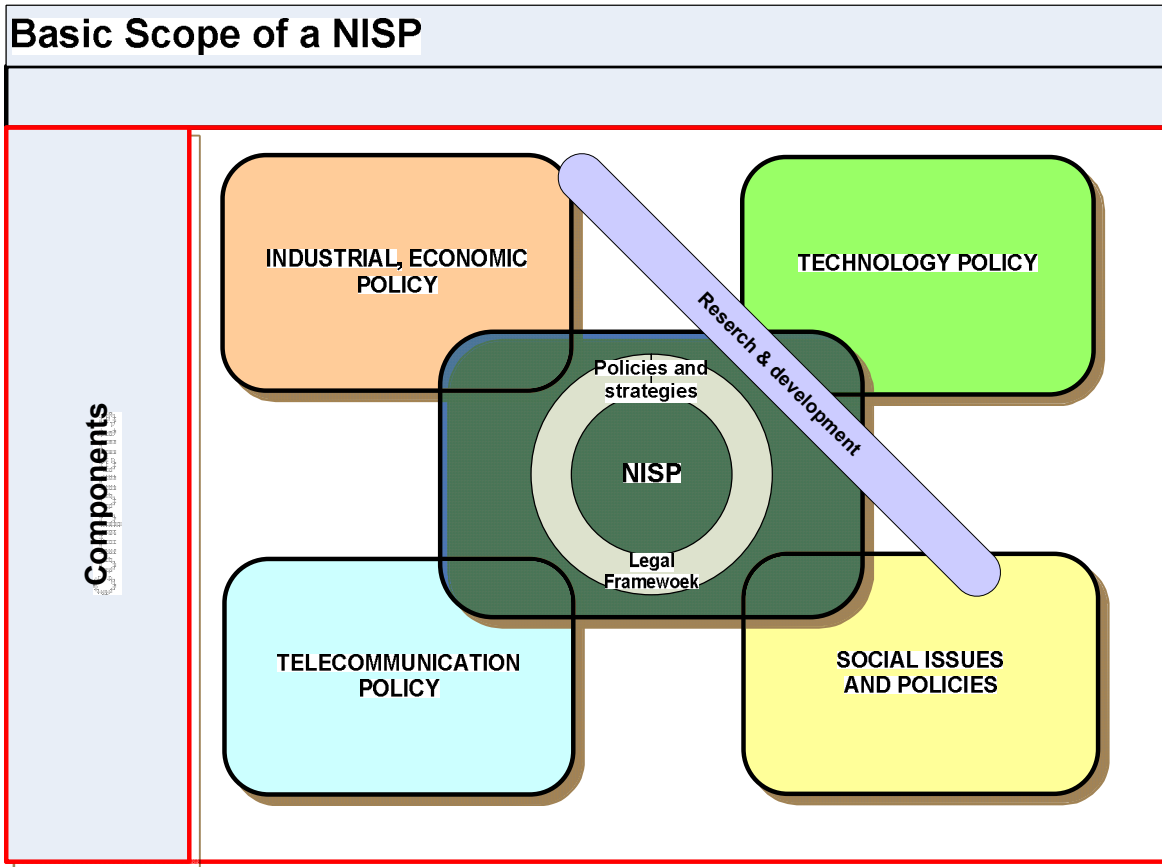 Basic Scope of a NISP
Components
INDUSTRIAL, ECONOMIC
POLICY
TECHNOLOGY POLICY
Reserch & development
Policies and
strategies
NISP
Legal
Framewoek
TELECOMMUNICATION
POLICY
SOCIAL ISSUES
AND POLICIES